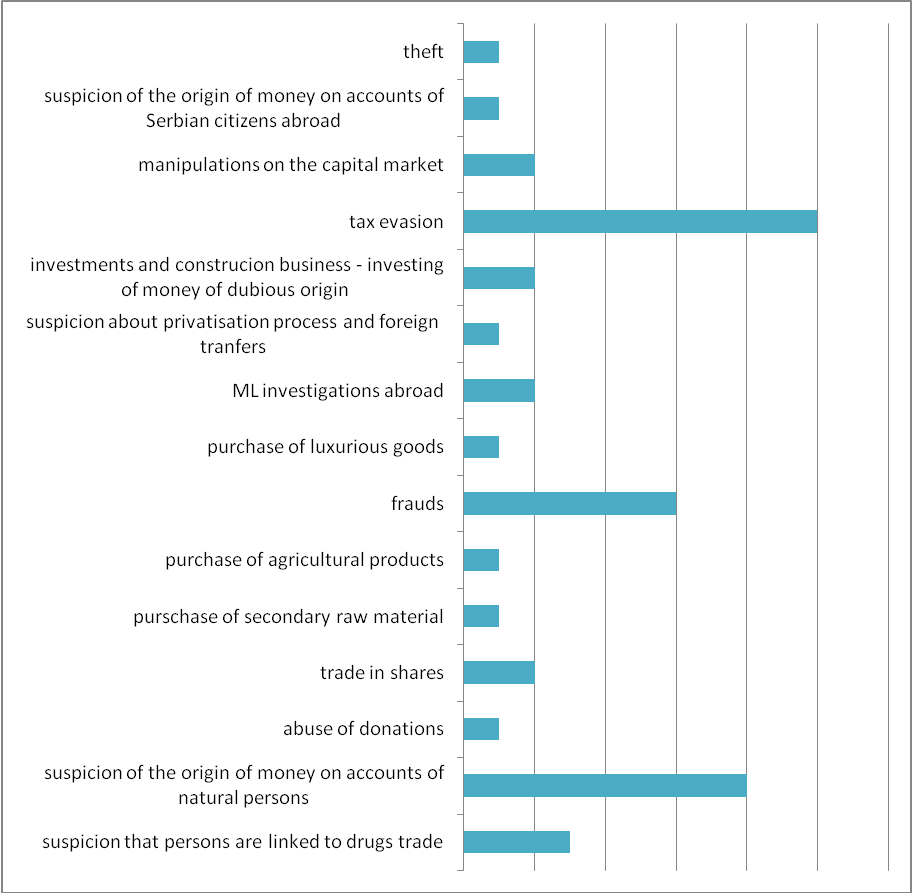 theft
suspicion of the origin of money on accounts of
Serbian citizens abroad
manipulations on the capital market
tax evasion
investments and construcion business - investing
of money of dubious origin
suspicion about privatisation process and foreign
tranfers
ML investigations abroad
purchase of luxurious goods
frauds
purchase of agricultural products
purschase of secondary raw material
trade in shares
abuse of donations
suspicion of the origin of money on accounts of
natural persons
suspicion that persons are linked to drugs trade